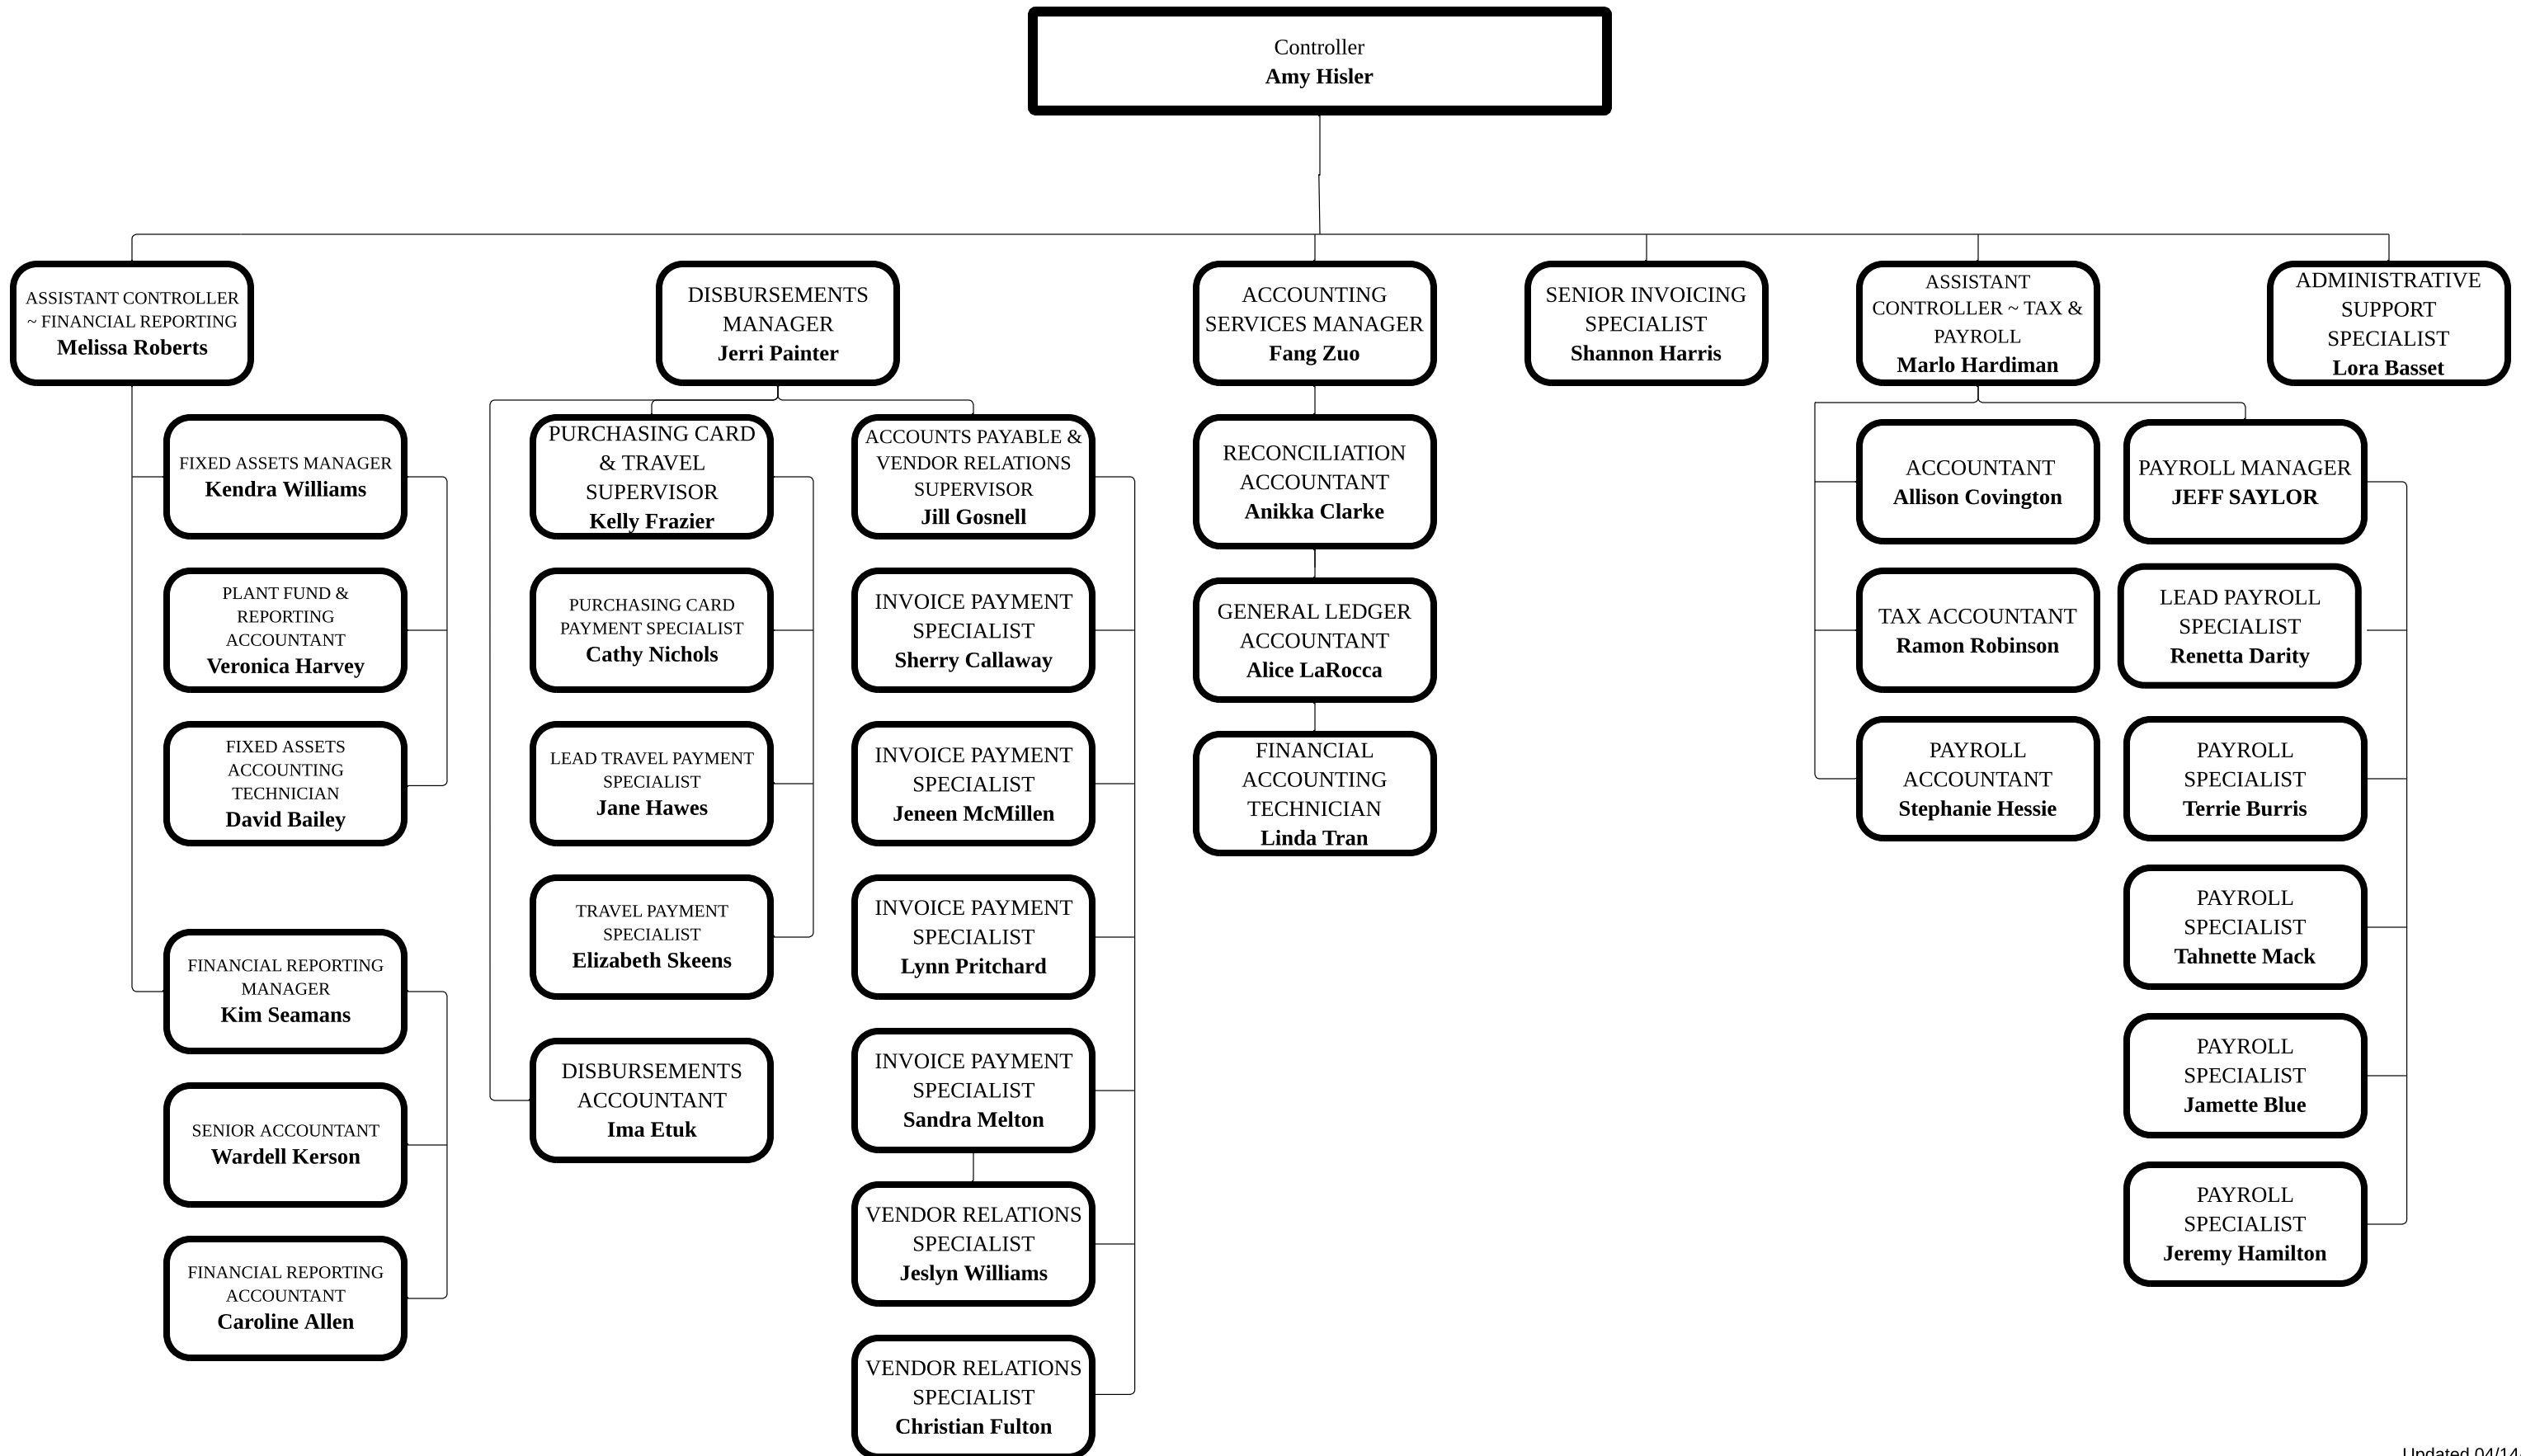 Controller
Amy Hisler
ASSISTANT CONTROLLER
~ FINANCIAL REPORTING
Melissa Roberts
DISBURSEMENTS
MANAGER
Jerri Painter
ACCOUNTING
SERVICES MANAGER
Fang Zuo
SENIOR INVOICING
SPECIALIST
Shannon Harris
ASSISTANT
CONTROLLER ~ TAX &
PAYROLL
Marlo Hardiman
ADMINISTRATIVE
SUPPORT
SPECIALIST
Lora Basset
FIXED ASSETS MANAGER
Kendra Williams
PLANT FUND &
REPORTING
ACCOUNTANT
Veronica Harvey
FIXED ASSETS
ACCOUNTING
TECHNICIAN
David Bailey
FINANCIAL REPORTING
MANAGER
Kim Seamans
SENIOR ACCOUNTANT
Wardell Kerson
FINANCIAL REPORTING
ACCOUNTANT
Caroline Allen
PURCHASING CARD
& TRAVEL
SUPERVISOR
Kelly Frazier
PURCHASING CARD
PAYMENT SPECIALIST
Cathy Nichols
LEAD TRAVEL PAYMENT
SPECIALIST
Jane Hawes
TRAVEL PAYMENT
SPECIALIST
Elizabeth Skeens
DISBURSEMENTS
ACCOUNTANT
Ima Etuk
ACCOUNTS PAYABLE &
VENDOR RELATIONS
SUPERVISOR
Jill Gosnell
INVOICE PAYMENT
SPECIALIST
Sherry Callaway
INVOICE PAYMENT
SPECIALIST
Jeneen McMillen
INVOICE PAYMENT
SPECIALIST
Lynn Pritchard
INVOICE PAYMENT
SPECIALIST
Sandra Melton
VENDOR RELATIONS
SPECIALIST
Jeslyn Williams
VENDOR RELATIONS
SPECIALIST
Christian Fulton
RECONCILIATION
ACCOUNTANT
Anikka Clarke
GENERAL LEDGER
ACCOUNTANT
Alice LaRocca
FINANCIAL
ACCOUNTING
TECHNICIAN
Linda Tran
ACCOUNTANT
Allison Covington
TAX ACCOUNTANT
Ramon Robinson
PAYROLL
ACCOUNTANT
Stephanie Hessie
PAYROLL MANAGER
JEFF SAYLOR
LEAD PAYROLL
SPECIALIST
Renetta Darity
PAYROLL
SPECIALIST
Terrie Burris
PAYROLL
SPECIALIST
Tahnette Mack
PAYROLL
SPECIALIST
Jamette Blue
PAYROLL
SPECIALIST
Jeremy Hamilton
Updated 04/14